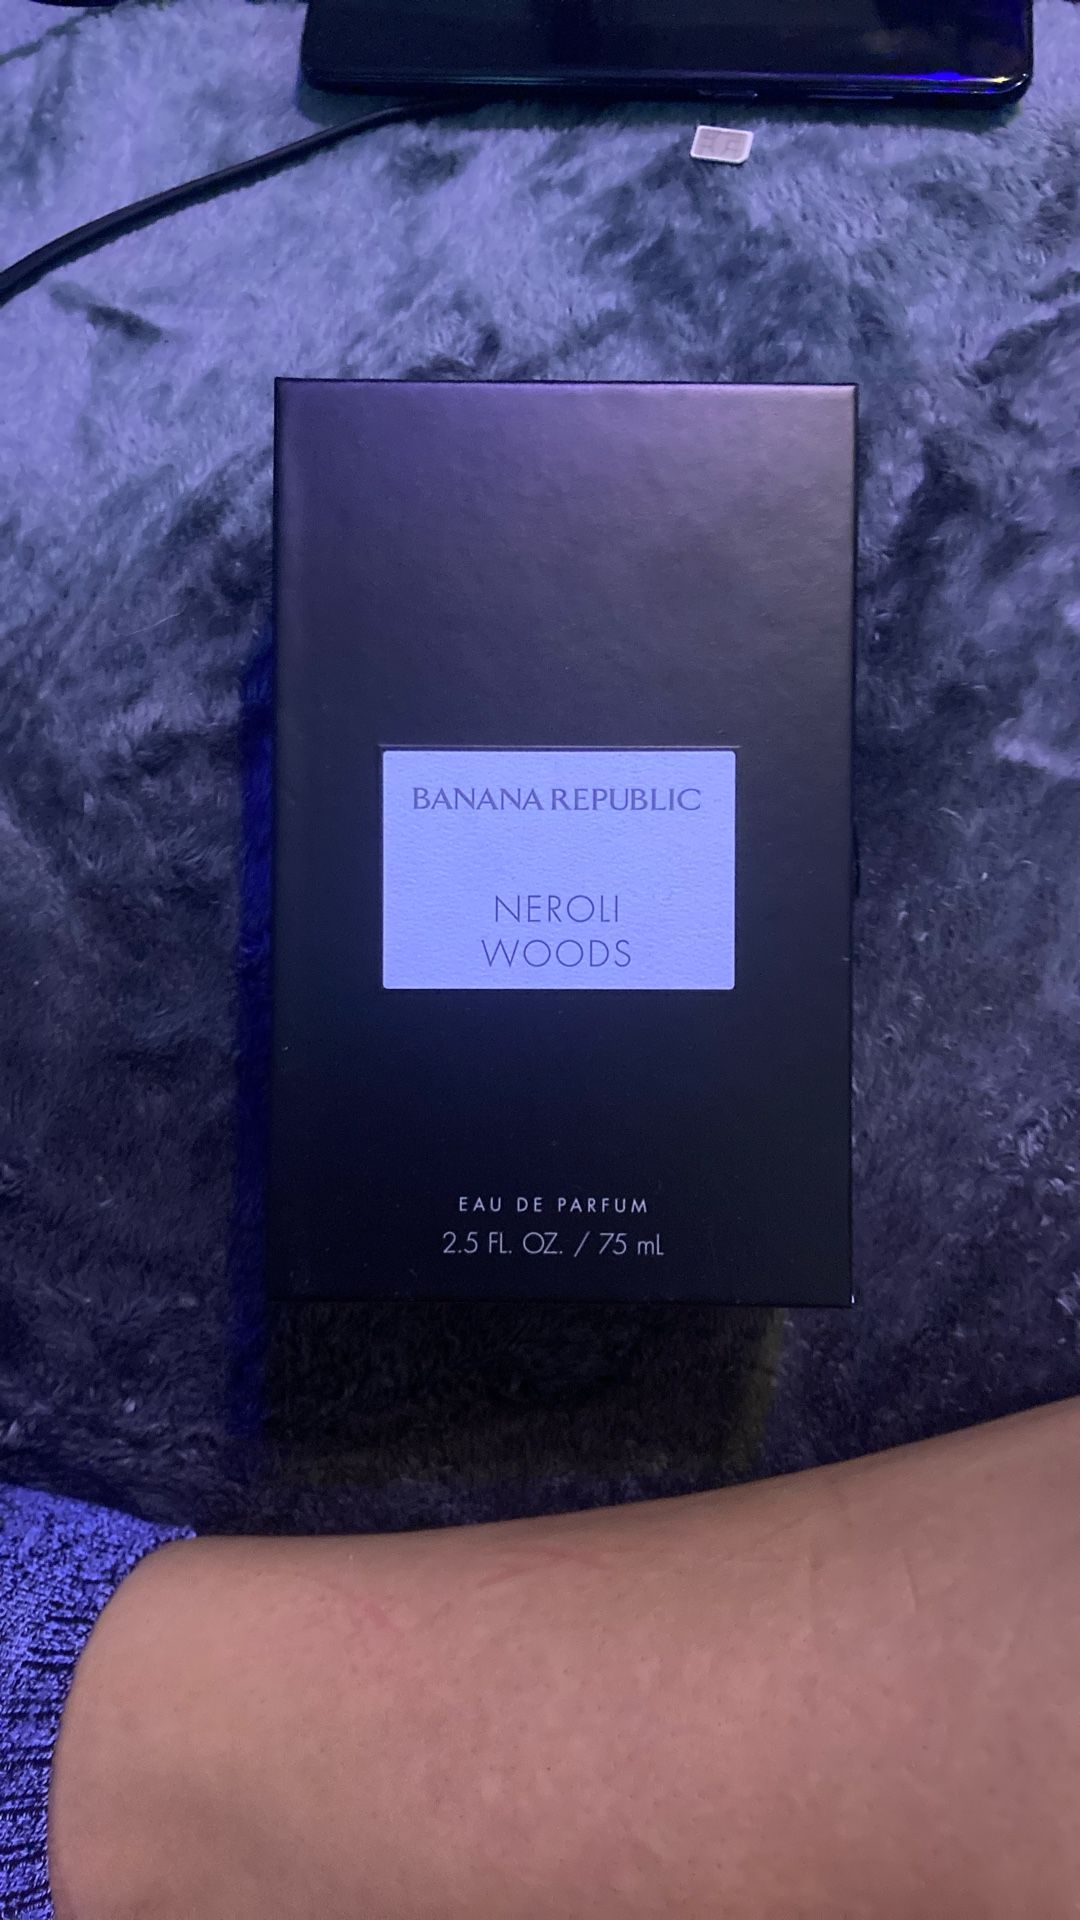 BANANA REPUBLIC
NEROLI
WOODS
EAU DE PARFUM
2.5 FL. OZ. / 75 mL